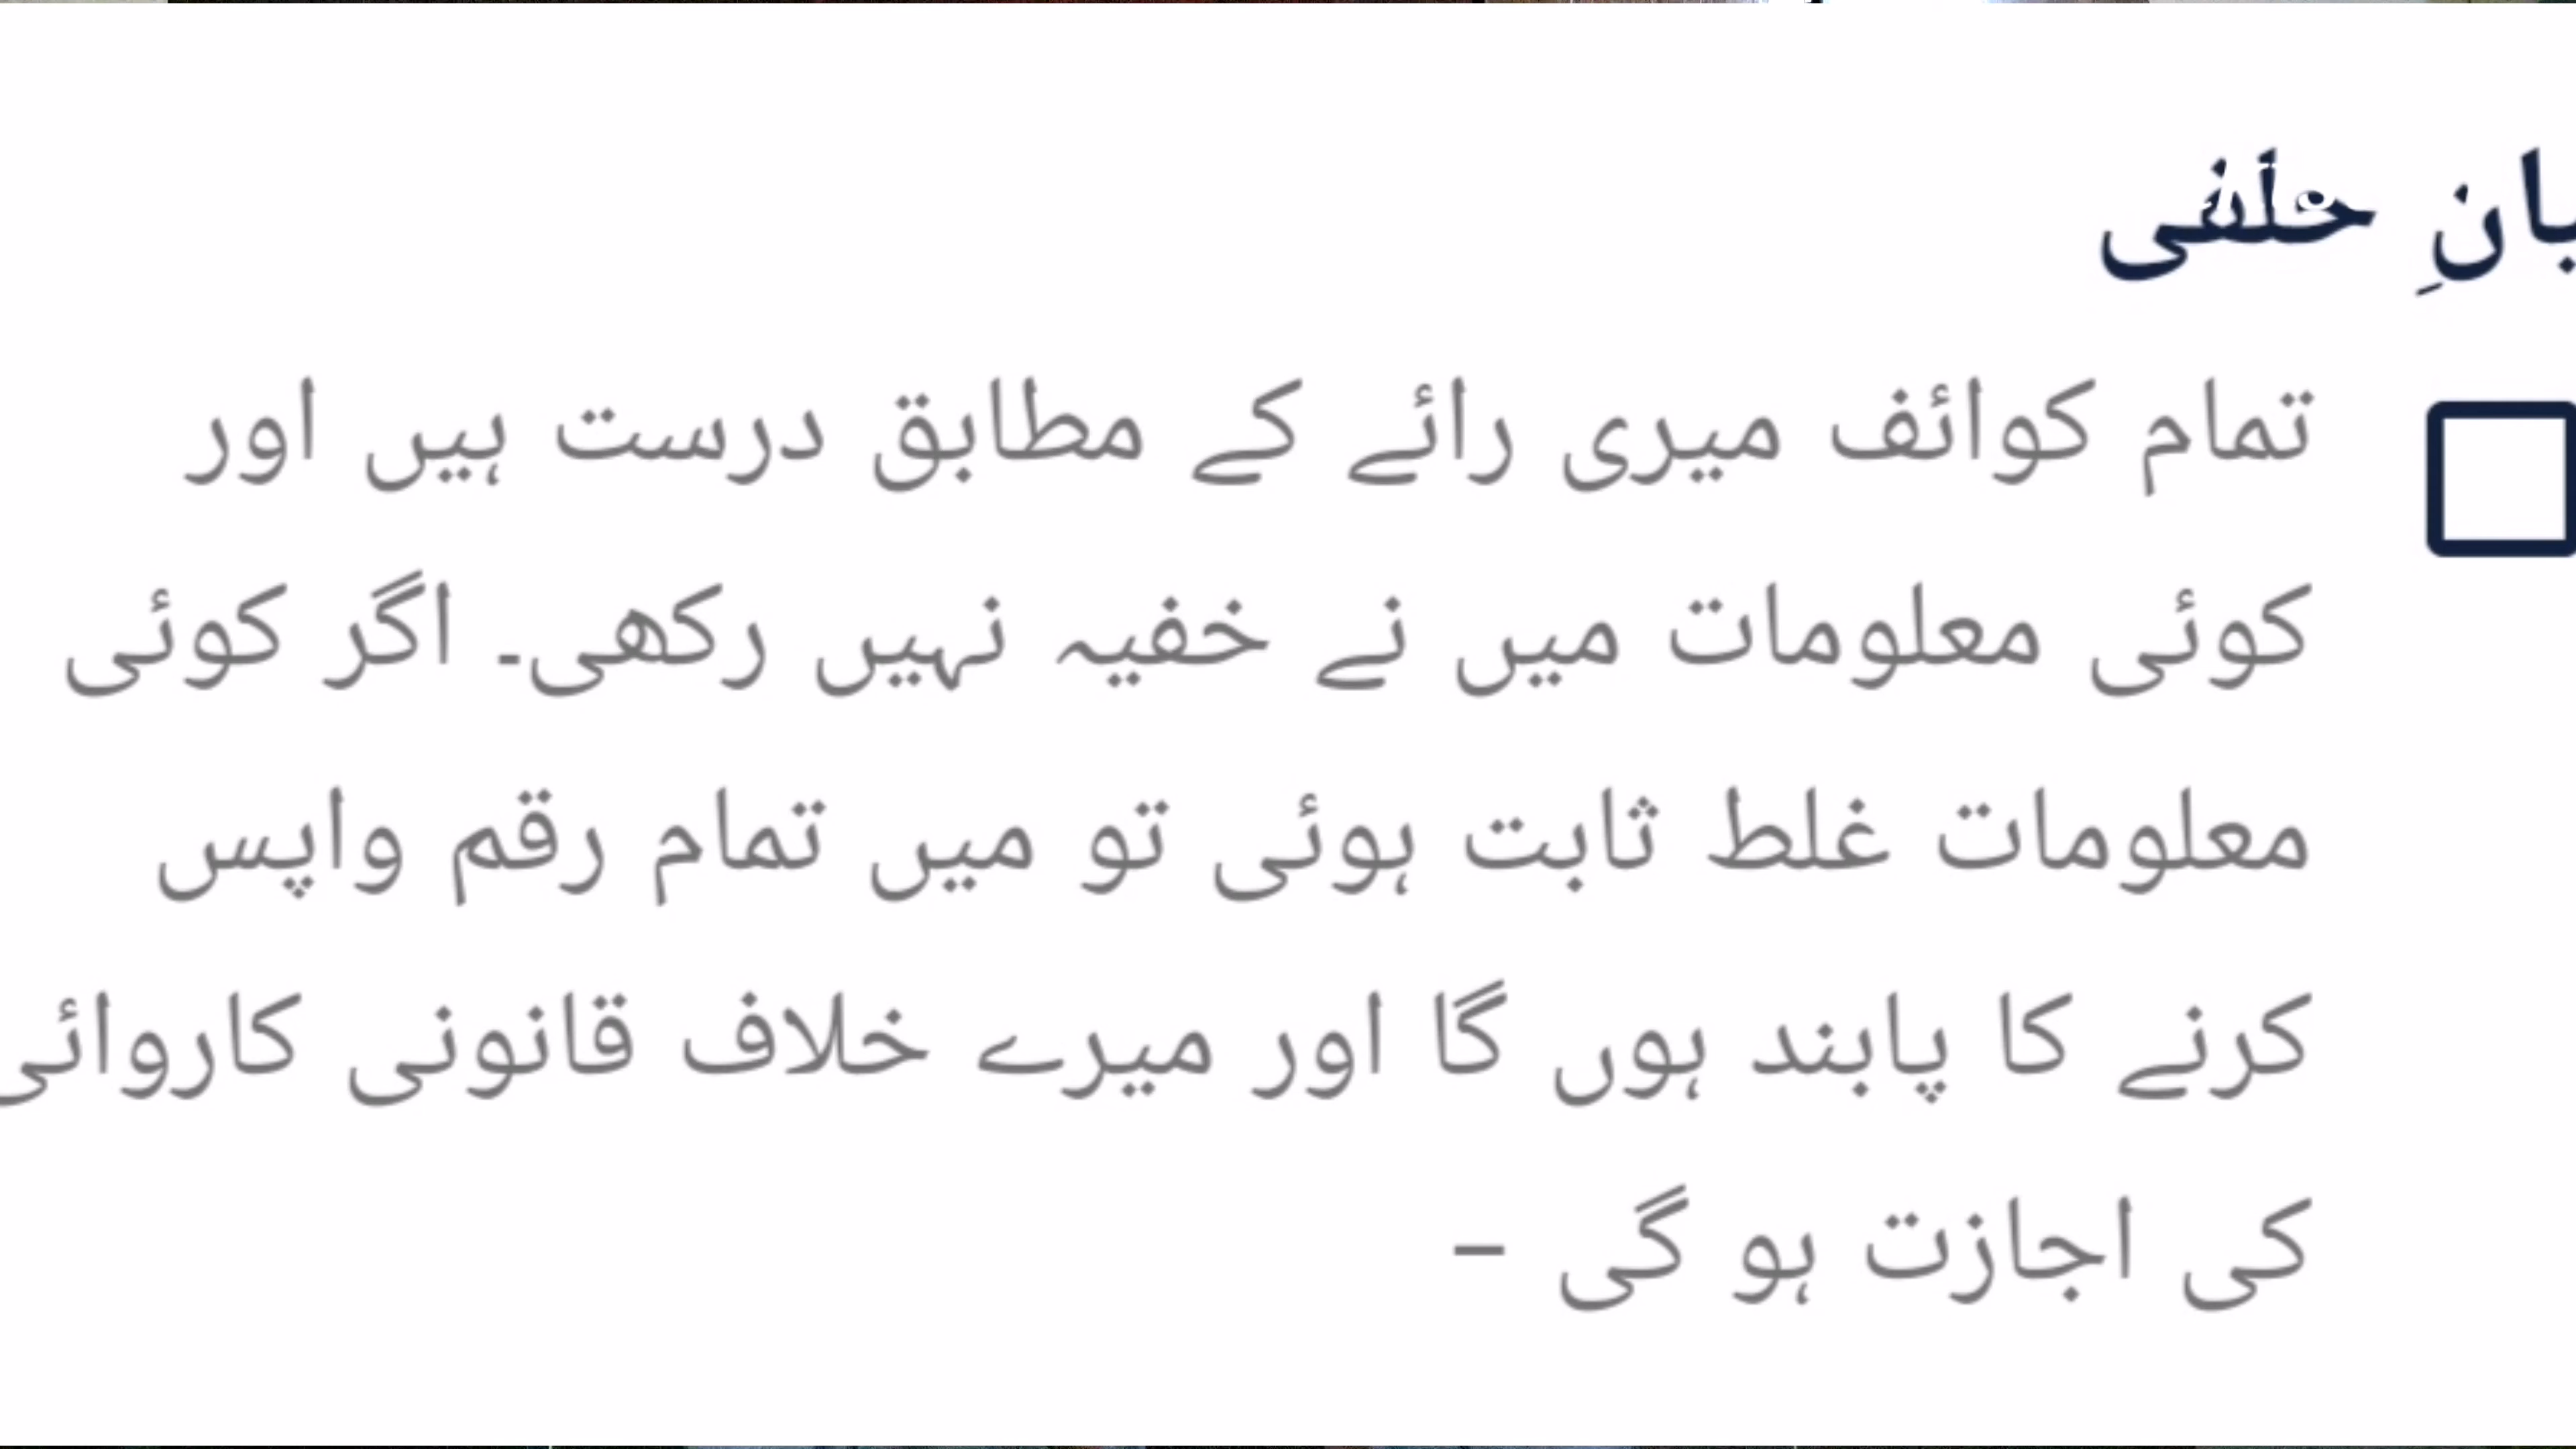 بانِ حلفی
تمام کوائف میری رائے کے مطابق درست ہیں اور
کوئی معلومات میں نے خفیہ نہیں رکھی۔ اگر کوئی
معلومات غلط ثابت ہوئی تو میں تمام رقم واپس
کرنے کا پابند ہوں گا اور میرے خلاف قانونی کاروائی
کی اجازت ہو گی –